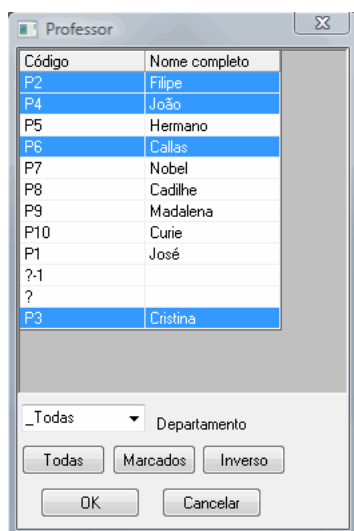 Professor
Código Nome completo
P2 Filipe
P4 João
P5 Hermano
P6 Callas
P7 Nobel
P8 Cadilhe
P9 Madalena
P10 Curie
P1 José
?-1
?
P3 Cristina
_Todas Departamento
Todas Marcados Inverso
OK Cancelar